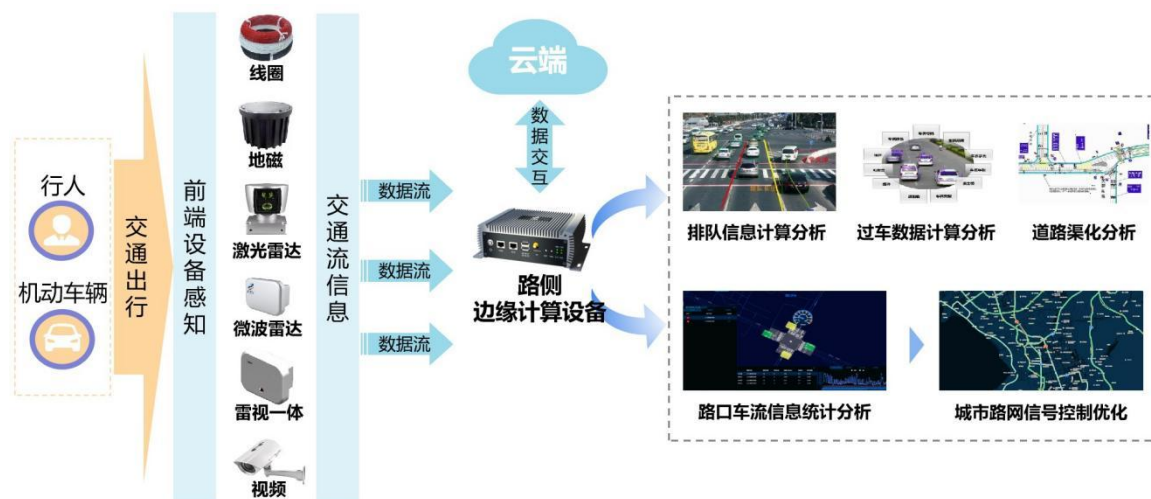 行人
机动车辆
交通出行
前端设备感知
线圈
地磁
激光雷达
微波雷达
雷视一体
视频
交通流信息
数据流
数据流
数据流
云端
数据交互
路侧
边缘计算设备
排队信息计算分析
过车数据计算分析
道路渠化分析
路口车流信息统计分析
城市路网信号控制优化